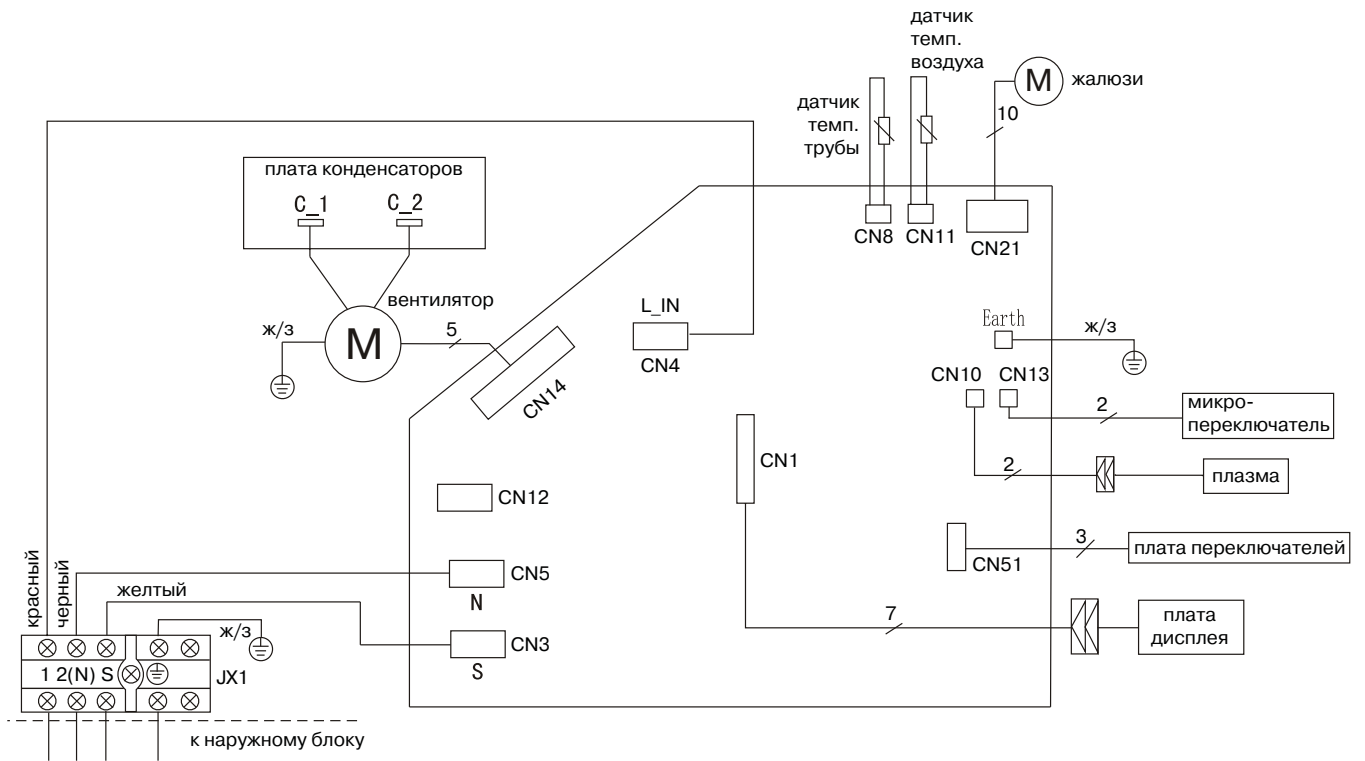 датчик
темп.
воздуха
датчик
темп.
трубы
M
жалюзи
10
плата конденсаторов
C_1
C_2
CN8
CN11
CN21
вентилятор
ж/з
M
5
CN14
L_IN
CN4
Earth
ж/з
CN10
CN13
2
микро-
переключатель
CN1
2
плазма
CN12
CN51
3
плата переключателей
красный
черный
желтый
CN5
N
7
плата
дисплея
ж/з
CN3
S
1 2(N) S
JX1
к наружному блоку